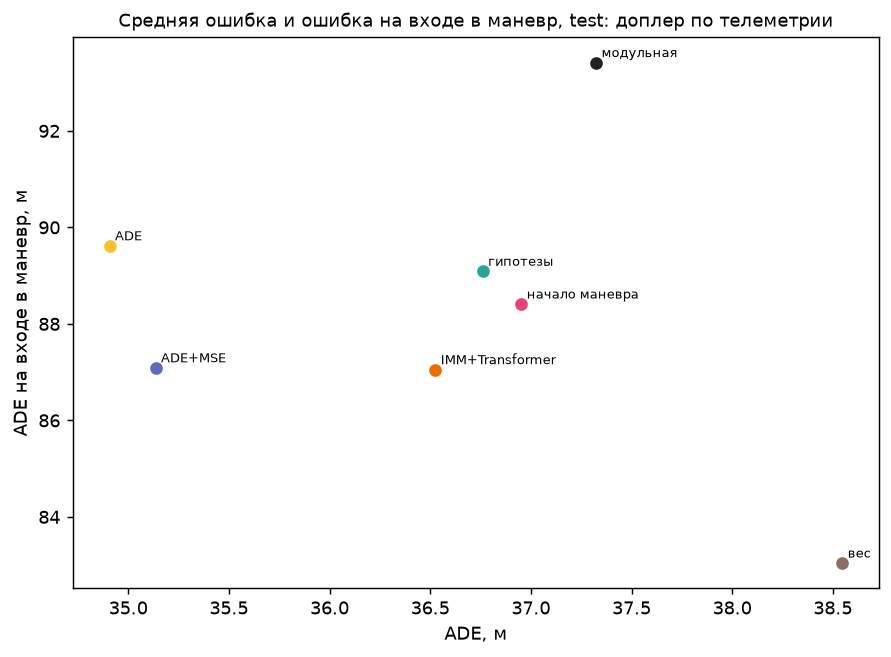 Средняя ошибка и ошибка на входе в маневр, test: доплер по телеметрии
модульная
92
ADE
90
гипотезы
начало маневра
88
ADE+MSE
IMM+Transformer
86
84
вес
ADE на входе в маневр, м
35.0 35.5 36.0 36.5 37.0 37.5 38.0 38.5
ADE, м